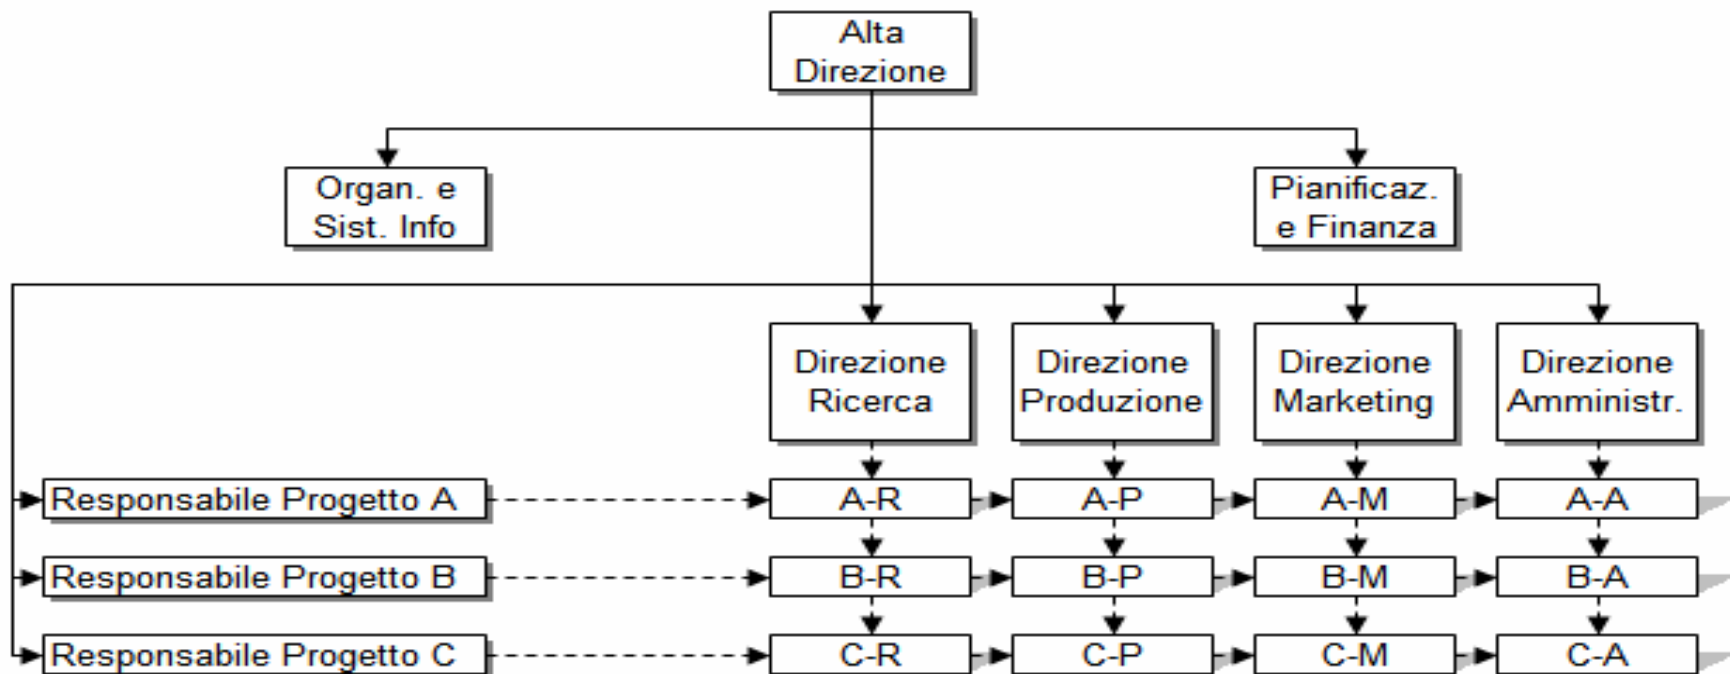 Alta
Direzione
Organ. e
Sist. Info
Pianificaz.
e Finanza
Direzione
Ricerca
Direzione
Produzione
Direzione
Marketing
Direzione
Amministr.
Responsabile Progetto A
A-R
A-P
A-M
A-A
Responsabile Progetto B
B-R
B-P
B-M
B-A
Responsabile Progetto C
C-R
C-P
C-M
C-A